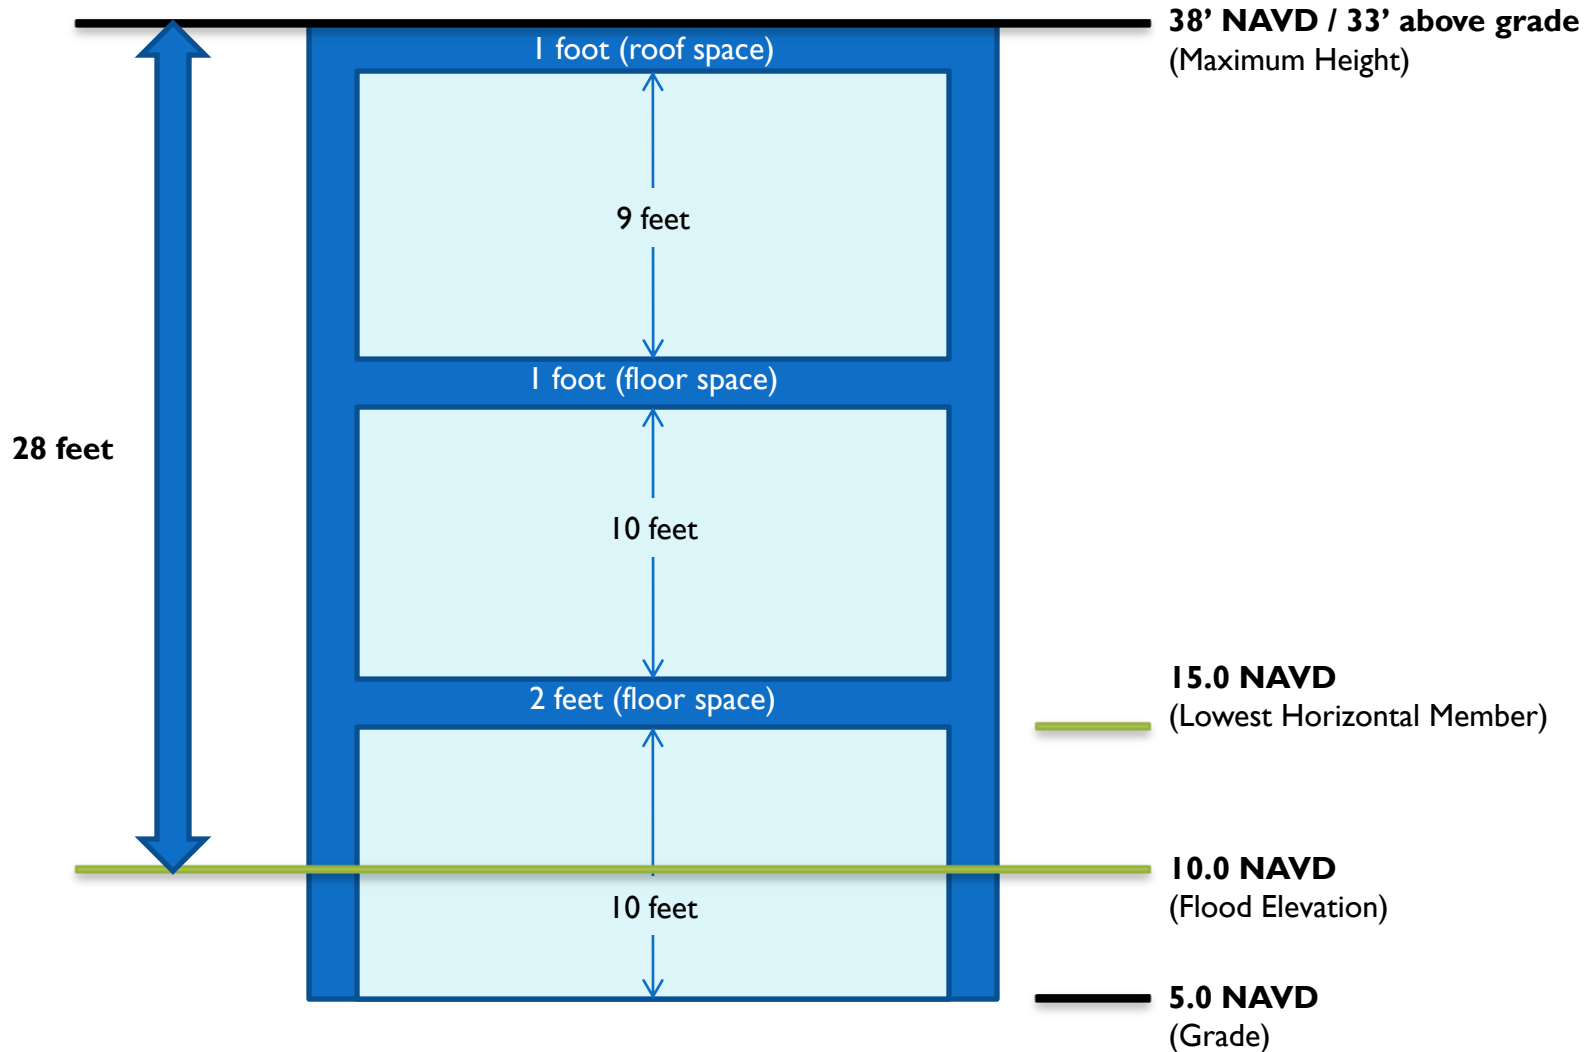 38’ NAVD / 33’ above grade
(Maximum Height)
1 foot (roof space)
9 feet
1 foot (floor space)
28 feet
10 feet
15.0 NAVD
(Lowest Horizontal Member)
2 feet (floor space)
10.0 NAVD
(Flood Elevation)
10 feet
5.0 NAVD
(Grade)